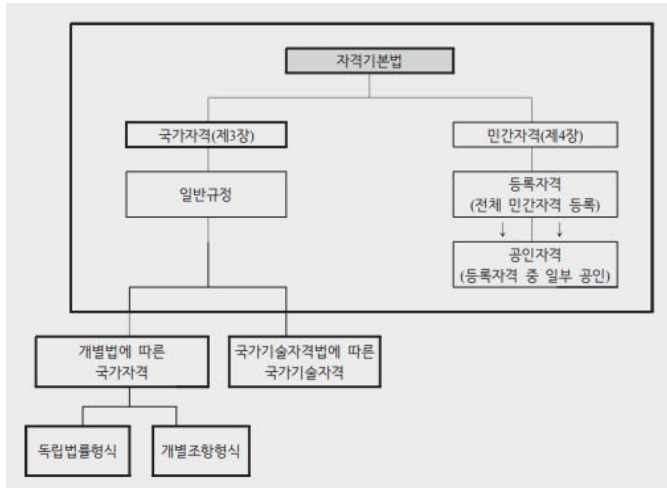 자격기본법
국가자격(제3장)
민간자격(제4장)
일반규정
등록자격
(전체 민간자격 등록)
↓ ↓
공인자격
(등록자격 중 일부 공인)
개별법에 따른
국가자격
국가기술자격법에 따른
국가기술자격
독립법률형식
개별조항형식